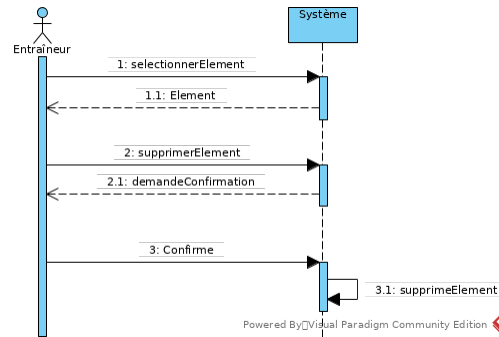 Système
Entraîneur
1: selectionnerElement
1.1: Element
2: supprimerElement
2.1: demandeConfirmation
3: Confirme
3.1: supprimeElement
Powered By Visual Paradigm Community Edition